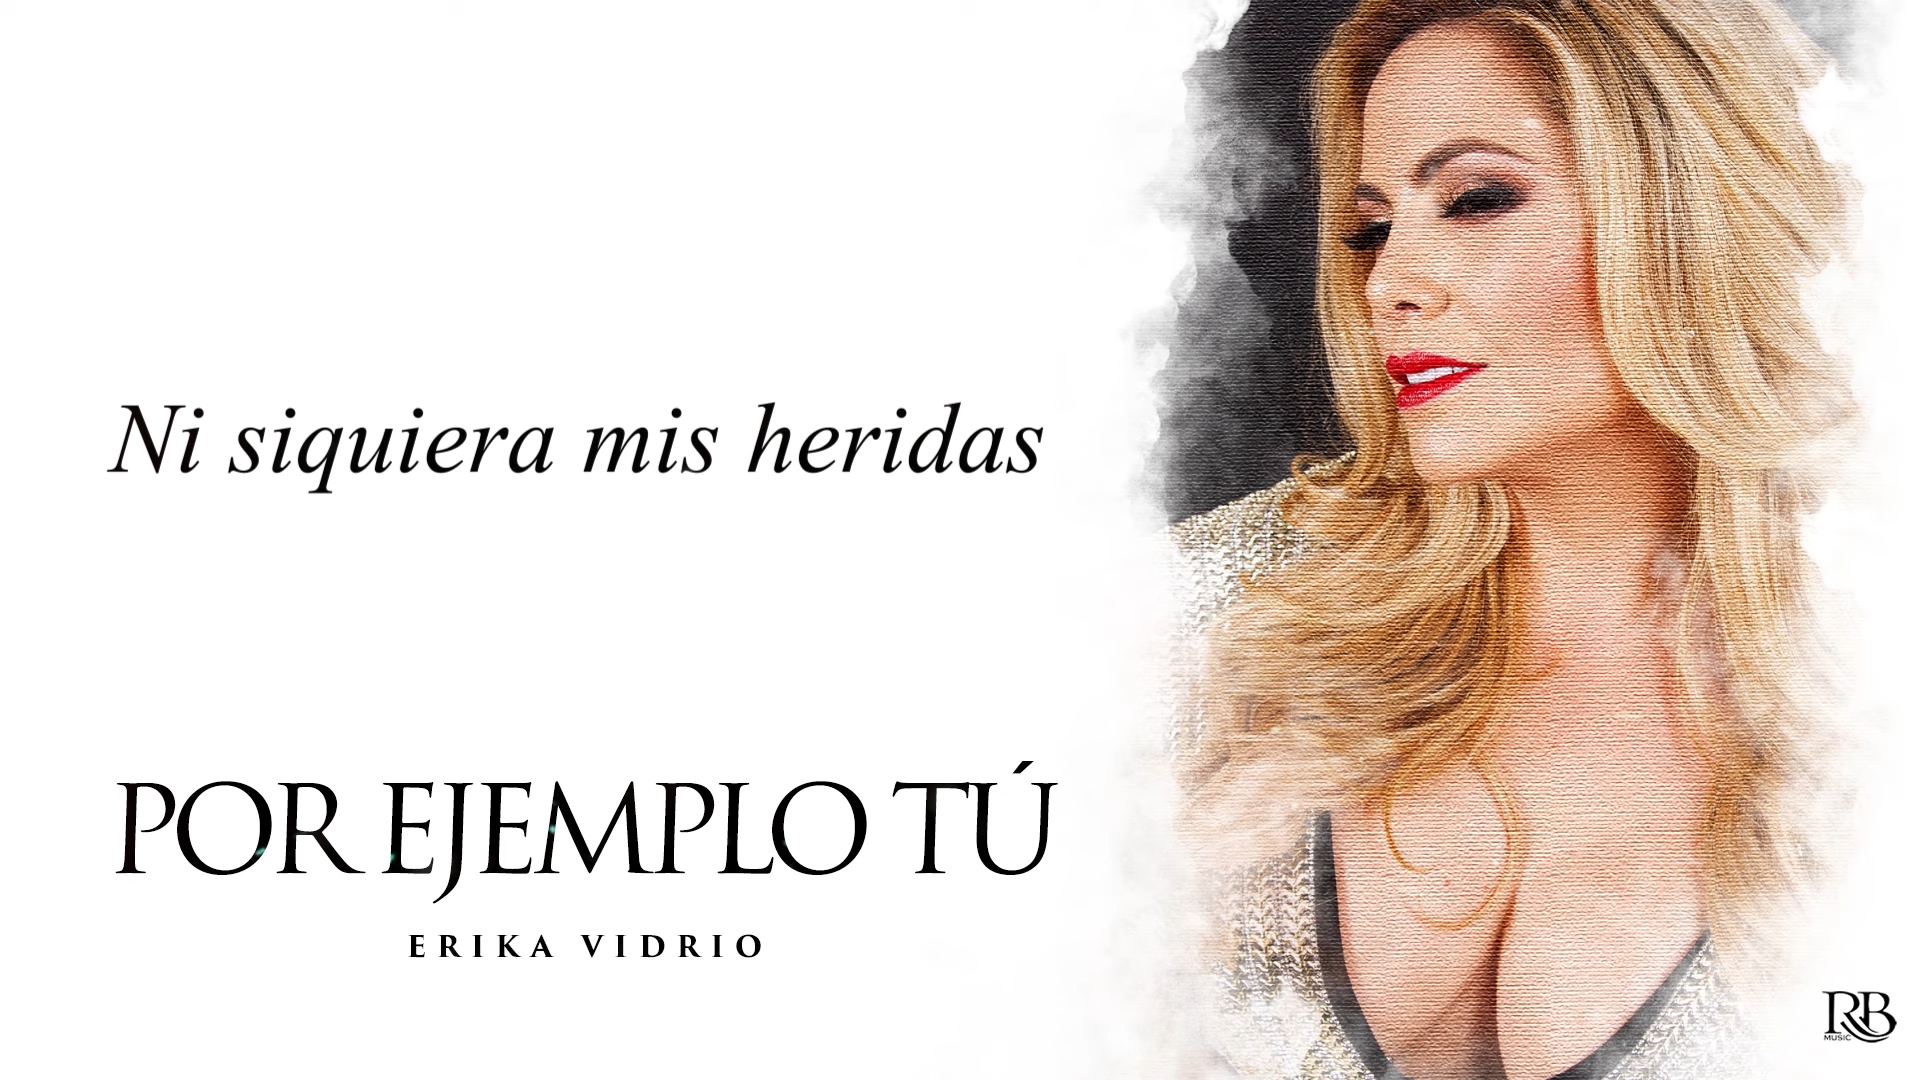 Ni siquiera mis heridas
POR EJEMPLO TÚ
ERIKA VIDRIO
RB
MUSIC